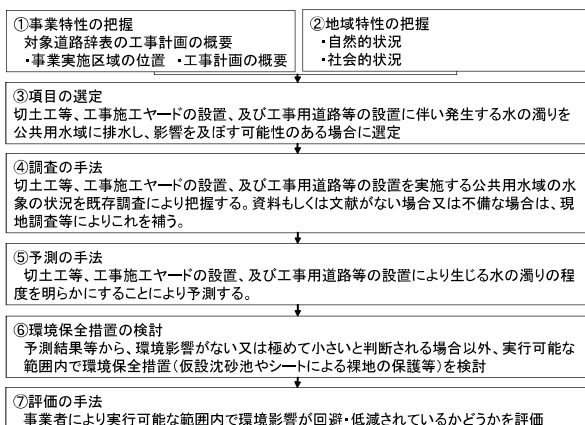 ①事業特性の把握
対象道路辞表の工事計画の概要
・事業実施区域の位置 ・工事計画の概要
②地域特性の把握
・自然的状況
・社会的状況
③項目の選定
切土工等、工事施工ヤードの設置、及び工事用道路等の設置に伴い発生する水の濁りを
公共用水域に排水し、影響を及ぼす可能性のある場合に選定
④調査の手法
切土工等、工事施工ヤードの設置、及び工事用道路等の設置を実施する公共用水域の水
象の状況を既存調査により把握する。資料もしくは文献がない場合又は不備な場合は、現
地調査等によりこれを補う。
⑤予測の手法
切土工等、工事施工ヤードの設置、及び工事用道路等の設置により生じる水の濁りの程
度を明らかにすることにより予測する。
⑥環境保全措置の検討
予測結果等から、環境影響がない又は極めて小さいと判断される場合以外、実行可能な
範囲内で環境保全措置(仮設沈砂池やシートによる裸地の保護等)を検討
⑦評価の手法
事業者により実行可能な範囲内で環境影響が回避・低減されているかどうかを評価